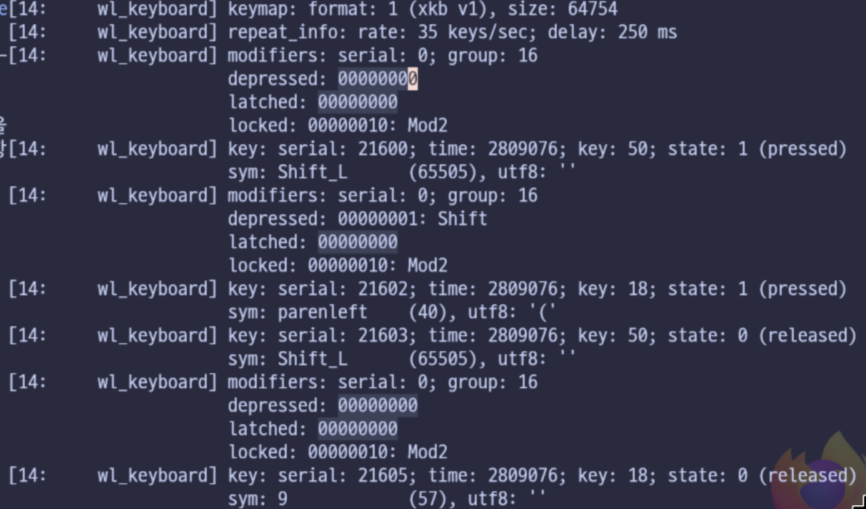 e[14:     wl_keyboard] keymap: format: 1 (xkb v1), size: 64754
[14:     wl_keyboard] repeat_info: rate: 35 keys/sec; delay: 250 ms
-[14:     wl_keyboard] modifiers: serial: 0; group: 16
depressed: 00000000
latched: 00000000
을
locked: 00000010: Mod2
[14:     wl_keyboard] key: serial: 21600; time: 2809076; key: 50; state: 1 (pressed)
sym: Shift_L      (65505), utf8: ''
[14:     wl_keyboard] modifiers: serial: 0; group: 16
depressed: 00000001: Shift
latched: 00000000
locked: 00000010: Mod2
[14:     wl_keyboard] key: serial: 21602; time: 2809076; key: 18; state: 1 (pressed)
sym: parenleft    (40), utf8: '('
[14:     wl_keyboard] key: serial: 21603; time: 2809076; key: 50; state: 0 (released)
sym: Shift_L      (65505), utf8: ''
[14:     wl_keyboard] modifiers: serial: 0; group: 16
depressed: 00000000
latched: 00000000
locked: 00000010: Mod2
[14:     wl_keyboard] key: serial: 21605; time: 2809076; key: 18; state: 0 (released)
sym: 9            (57), utf8: ''